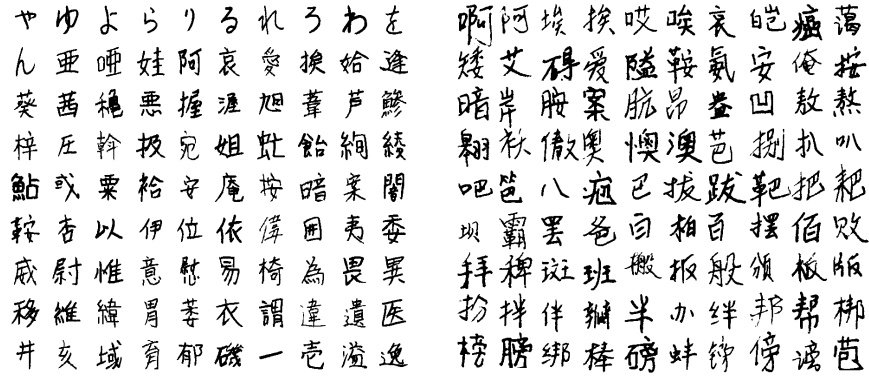 や ゆ よ ら り る れ ろ わ を 啊 阿 埃 挨 哎 唉 哀 皑 癌 蔼
ん 亜 唖 娃 阿 哀 愛 挨 姶 逢 矮 艾 碍 爱 隘 鞍 氨 安 俺 按
葵 茜 穐 悪 握 渥 旭 葦 芦 鯵 暗 岸 胺 案 肮 昂 盎 凹 敖 熬
梓 圧 斡 扱 宛 姐 虻 飴 絢 綾 翱 袄 傲 奥 懊 澳 芭 捌 扒 叭
鮎 或 粟 袷 安 庵 按 暗 案 闇 吧 笆 八 疤 巴 拔 跋 靶 把 耙
鞍 杏 以 伊 位 依 偉 囲 夷 委 坝 霸 罢 爸 白 柏 百 摆 佰 败
威 尉 惟 意 慰 易 椅 為 畏 異 拜 稗 斑 班 搬 扳 般 颁 板 版
移 維 緯 胃 萎 衣 謂 違 遺 医 扮 拌 伴 瓣 半 办 绊 邦 帮 梆
井 亥 域 育 郁 磯 一 壱 溢 逸 榜 膀 绑 棒 磅 蚌 镑 傍 谤 苞